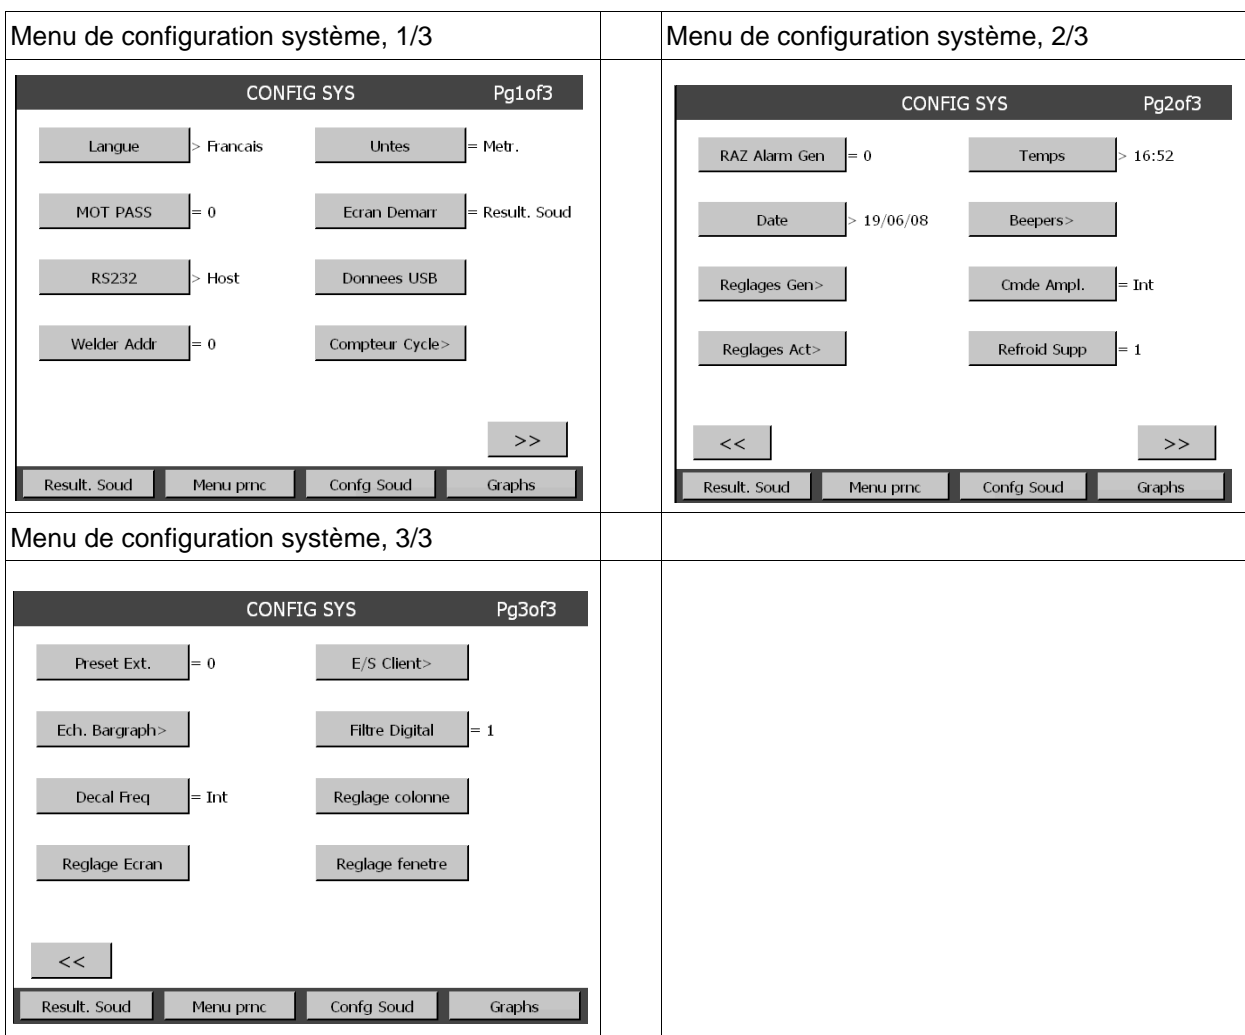 Menu de configuration système, 1/3
CONFIG SYS Pg1of3
Langue > Francais Untes = Metr.
MOT PASS = 0 Ecran Demarr = Result. Soud
RS232 > Host Donnees USB
Welder Addr = 0 Compteur Cycle>
>>
Result. Soud Menu prnc Confg Soud Graphs
Menu de configuration système, 2/3
CONFIG SYS Pg2of3
RAZ Alarm Gen = 0 Temps > 16:52
Date > 19/06/08 Beepers>
Reglages Gen> Cmde Ampl. = Int
Reglages Act> Refroid Supp = 1
<< >>
Result. Soud Menu prnc Confg Soud Graphs
Menu de configuration système, 3/3
CONFIG SYS Pg3of3
Preset Ext. = 0 E/S Client>
Ech. Bargraph> Filtre Digital = 1
Decal Freq = Int Reglage colonne
Reglage Ecran Reglage fenetre
<<
Result. Soud Menu prnc Confg Soud Graphs